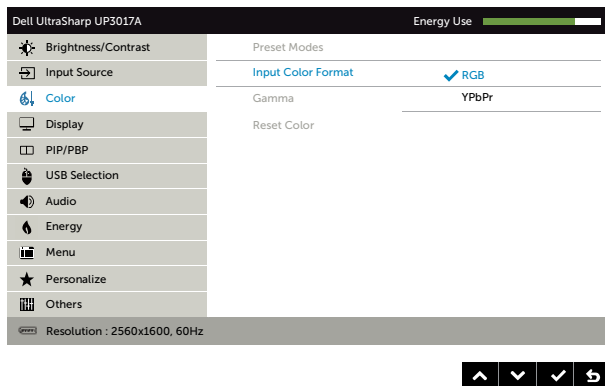 Dell UltraSharp UP3017A Energy Use
Brightness/Contrast Preset Modes
Input Source Input Color Format RGB
Color Gamma YPbPr
Display Reset Color
PIP/PBP
USB Selection
Audio
Energy
Menu
Personalize
Others
Resolution : 2560x1600, 60Hz